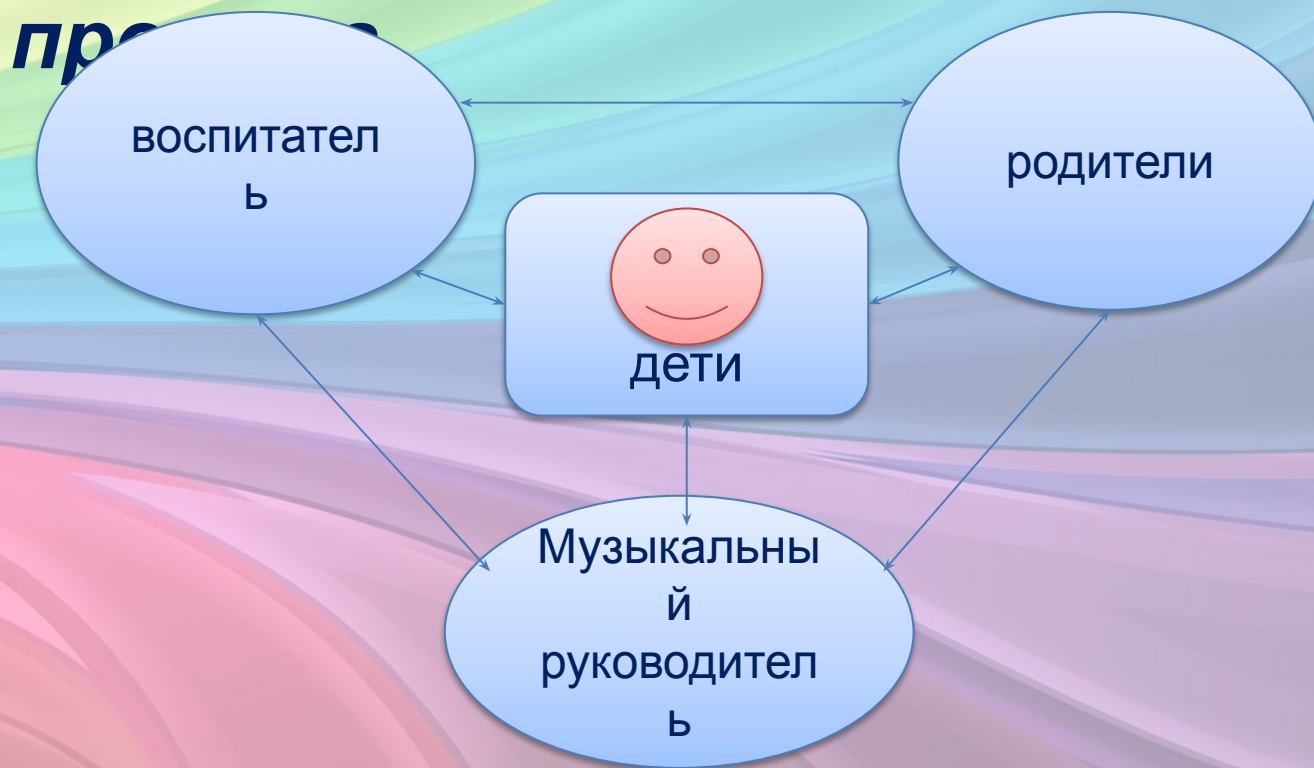 воспитател
ь
родители
дети
Музыкальны
й
руководител
ь